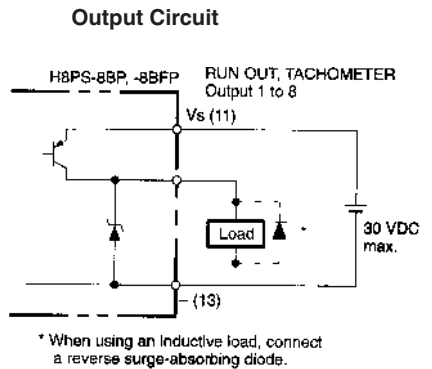 Output Circuit
H8PS-8BP, -8BFP
RUN OUT, TACHOMETER
Output 1 to 8
Vs (11)
Load
*
30 VDC
max.
– (13)
* When using an inductive load, connect
a reverse surge-absorbing diode.